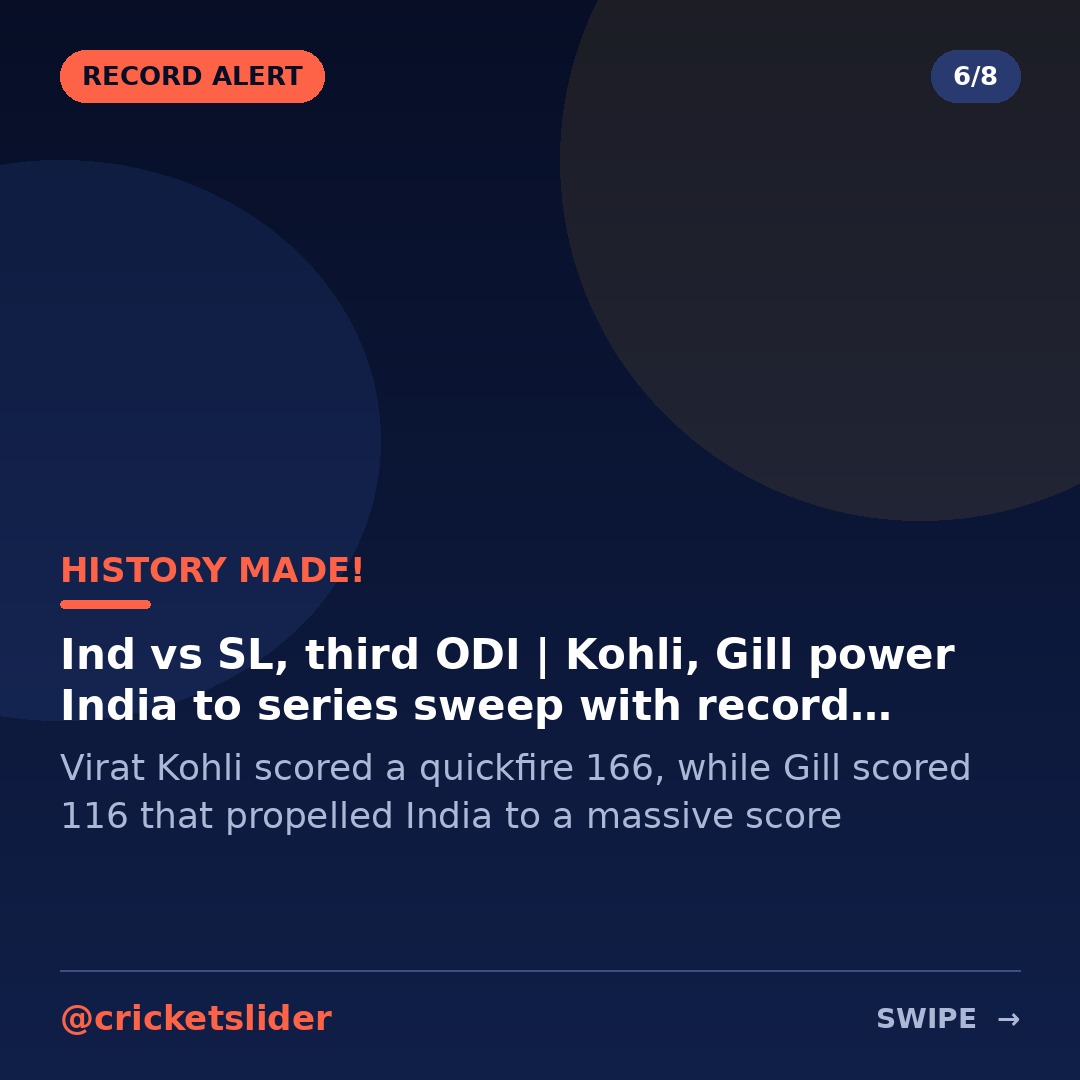 RECORD ALERT
6/8
HISTORY MADE!
Ind vs SL, third ODI | Kohli, Gill power
India to series sweep with record...
Virat Kohli scored a quickfire 166, while Gill scored
116 that propelled India to a massive score
@cricketslider
SWIPE →